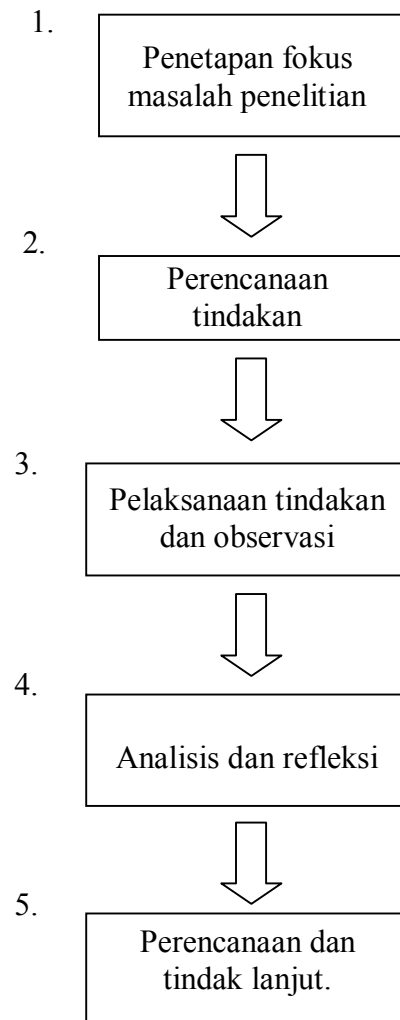 1.
Penetapan fokus
masalah penelitian
2.
Perencanaan
tindakan
3.
Pelaksanaan tindakan
dan observasi
4.
Analisis dan refleksi
5.
Perencanaan dan
tindak lanjut.